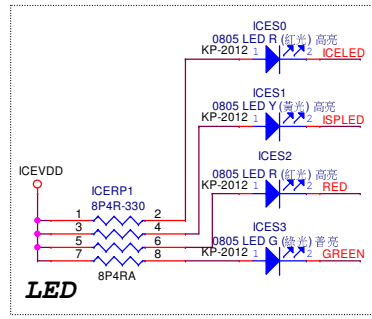 ICES0
0805 LED R (紅光) 高亮
KP-2012 1 2 ICELED
ICES1
0805 LED Y (黃光) 高亮
KP-2012 1 2 ISPLED
ICES2
0805 LED R (紅光) 高亮
KP-2012 1 2 RED
ICES3
0805 LED G (綠光) 普亮
KP-2012 1 2 GREEN
ICEVDD
ICERP1
8P4R-330
1 2
3 4
5 6
7 8
8P4RA
LED